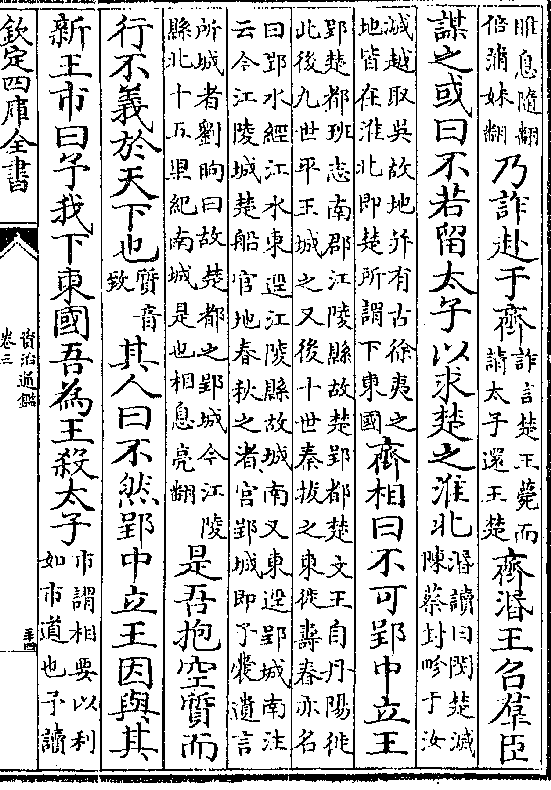 睢息隨翻
倍蒲妹翻
乃詐赴于齊
詐言楚王薨而
請太子還王楚
齊湣王召羣臣
謀之或曰不若留太子以求楚之淮北
湣讀曰閔楚滅
陳蔡封畛于汝
滅越取吳故地并有古徐夷之
地皆在淮北即楚所謂下東國
齊相曰不可郢中立王
郢楚都班志南郡江陵縣故楚郢都楚文王自丹陽徙
此後九世平王城之又後十世秦拔之東徙壽春亦名
曰郢水經江水東逕江陵縣故城南又東逕郢城南注
云今江陵城楚船官地春秋之渚宮郢城即子囊遺言
所城者劉昫曰故楚都之郢城今江陵
縣北十五里紀南城是也相息亮翻
是吾抱空質而
行不義於天下也
質音
致
其人曰不然郢中立王因與其
新王市曰予我下東國吾為王殺太子
市謂相要以利
如市道也予讀
欽定四庫全書
資治通鑑
卷三